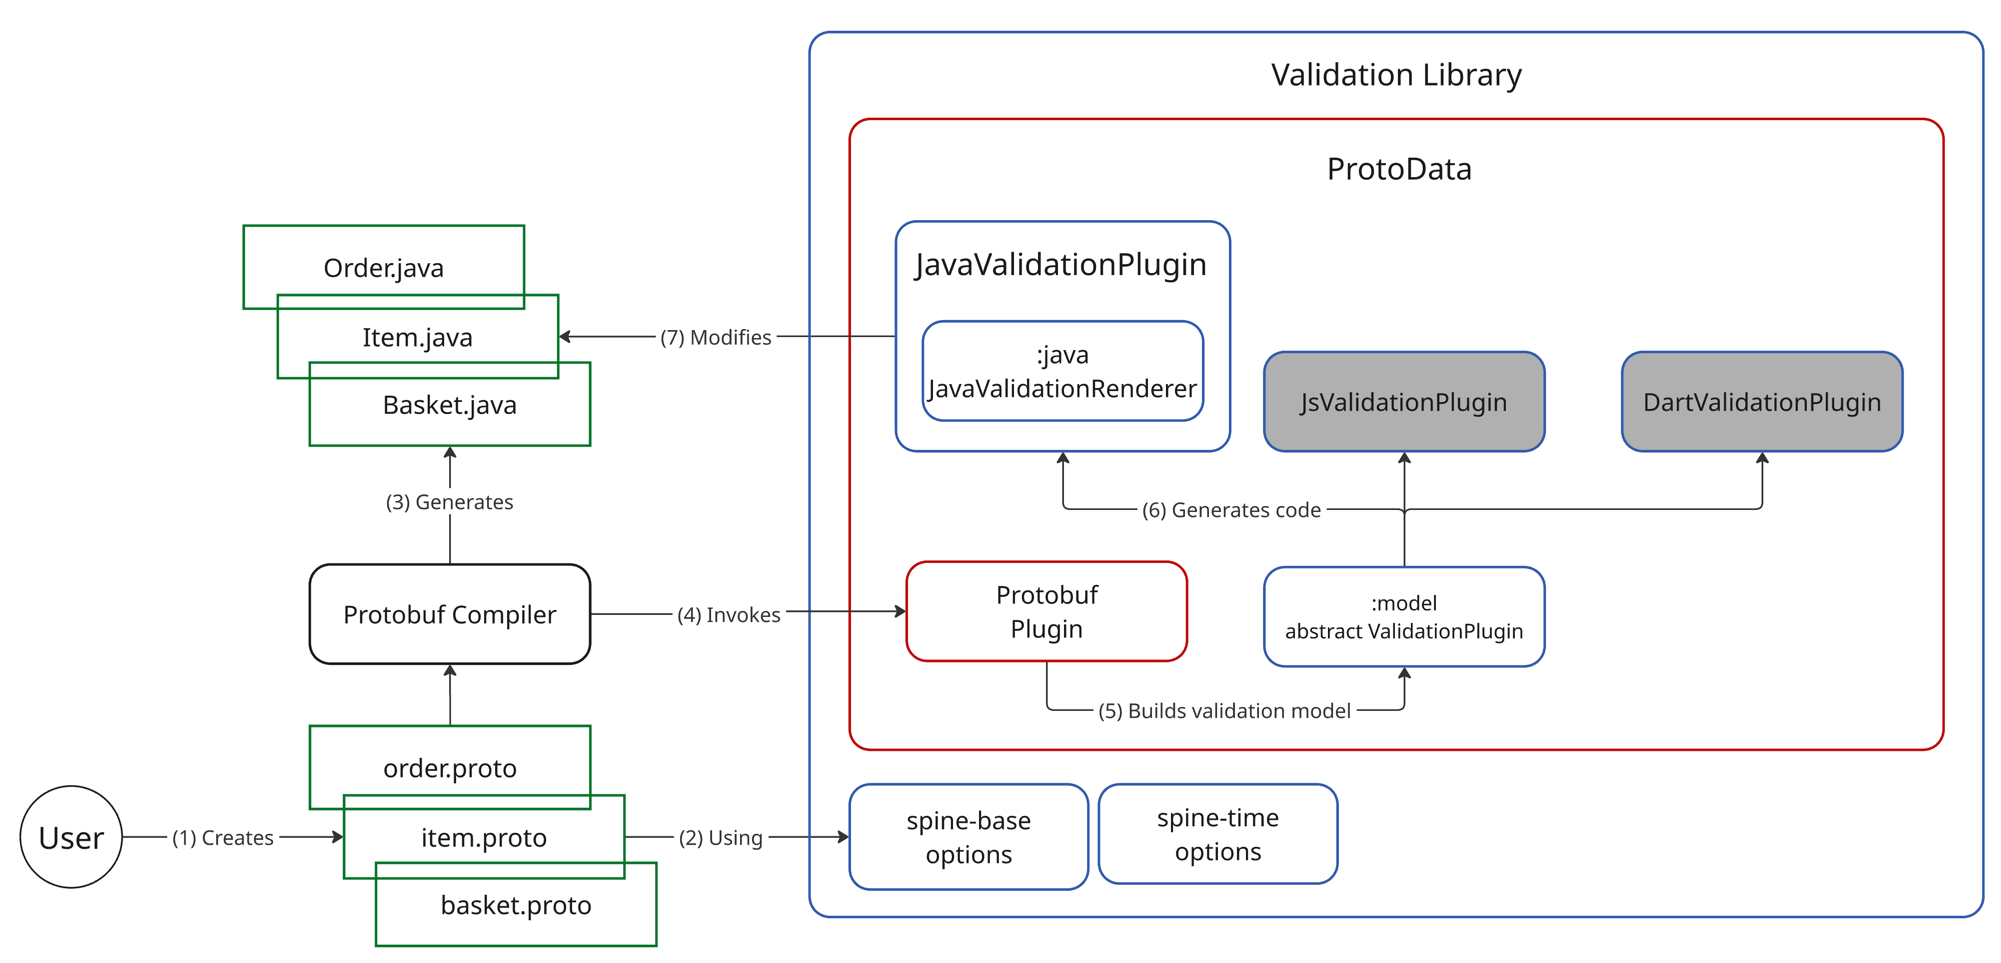 Validation Library
ProtoData
Order.java
Item.java
Basket.java
(7) Modifies
JavaValidationPlugin
:java
JavaValidationRenderer
JsValidationPlugin
DartValidationPlugin
(3) Generates
(6) Generates code
Protobuf Compiler
(4) Invokes
Protobuf
Plugin
:model
abstract ValidationPlugin
(5) Builds validation model
User
(1) Creates
order.proto
item.proto
basket.proto
(2) Using
spine-base
options
spine-time
options